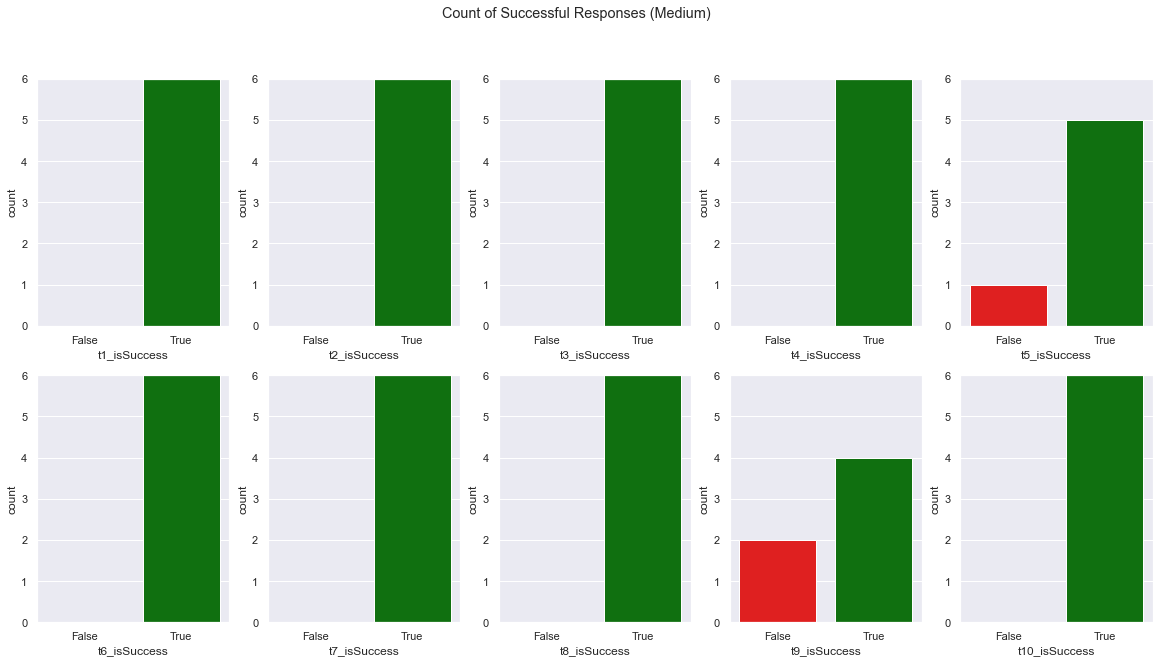 Count of Successful Responses (Medium)
6 6 6 6 6
5 5 5 5 5
4 4 4 4 4
3 3 3 3 3
count count count count count
2 2 2 2 2
1 1 1 1 1
0 0 0 0 0
False True False True False True False True False True
t1_isSuccess t2_isSuccess t3_isSuccess t4_isSuccess t5_isSuccess
6 6 6 6 6
5 5 5 5 5
4 4 4 4 4
3 3 3 3 3
count count count count count
2 2 2 2 2
1 1 1 1 1
0 0 0 0 0
False True False True False True False True False True
t6_isSuccess t7_isSuccess t8_isSuccess t9_isSuccess t10_isSuccess